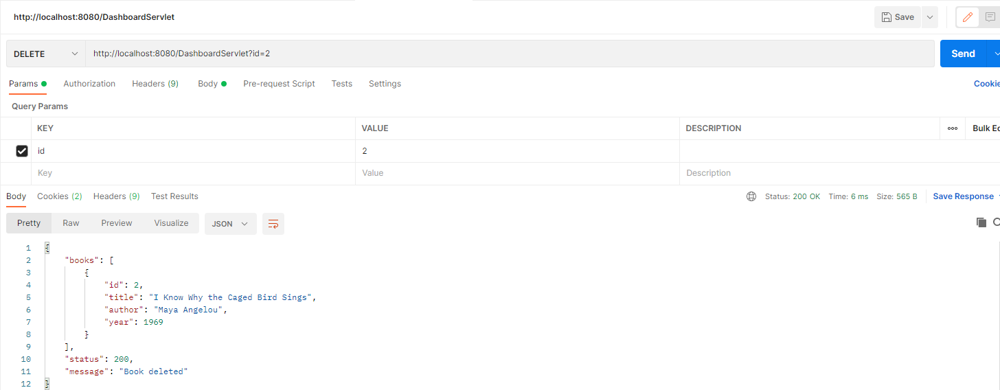 http://localhost:8080/DashboardServlet
Save
DELETE http://localhost:8080/DashboardServlet?id=2 Send
Params Authorization Headers (9) Body Pre-request Script Tests Settings Cookie
Query Params
KEY VALUE DESCRIPTION ooo Bulk Ed
id 2
Key Value Description
Body Cookies (2) Headers (9) Test Results Status: 200 OK Time: 6 ms Size: 565 B Save Response
Pretty Raw Preview Visualize JSON
1 {
2 "books": [
3 {
4 "id": 2,
5 "title": "I Know Why the Caged Bird Sings",
6 "author": "Maya Angelou",
7 "year": 1969
8 }
9 ],
10 "status": 200,
11 "message": "Book deleted"
12 }